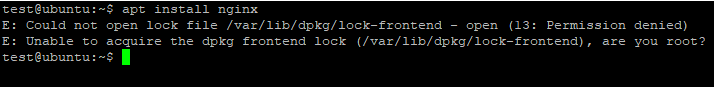 test@ubuntu:~$ apt install nginx
E: Could not open lock file /var/lib/dpkg/lock-frontend - open (13: Permission denied)
E: Unable to acquire the dpkg frontend lock (/var/lib/dpkg/lock-frontend), are you root?
test@ubuntu:~$